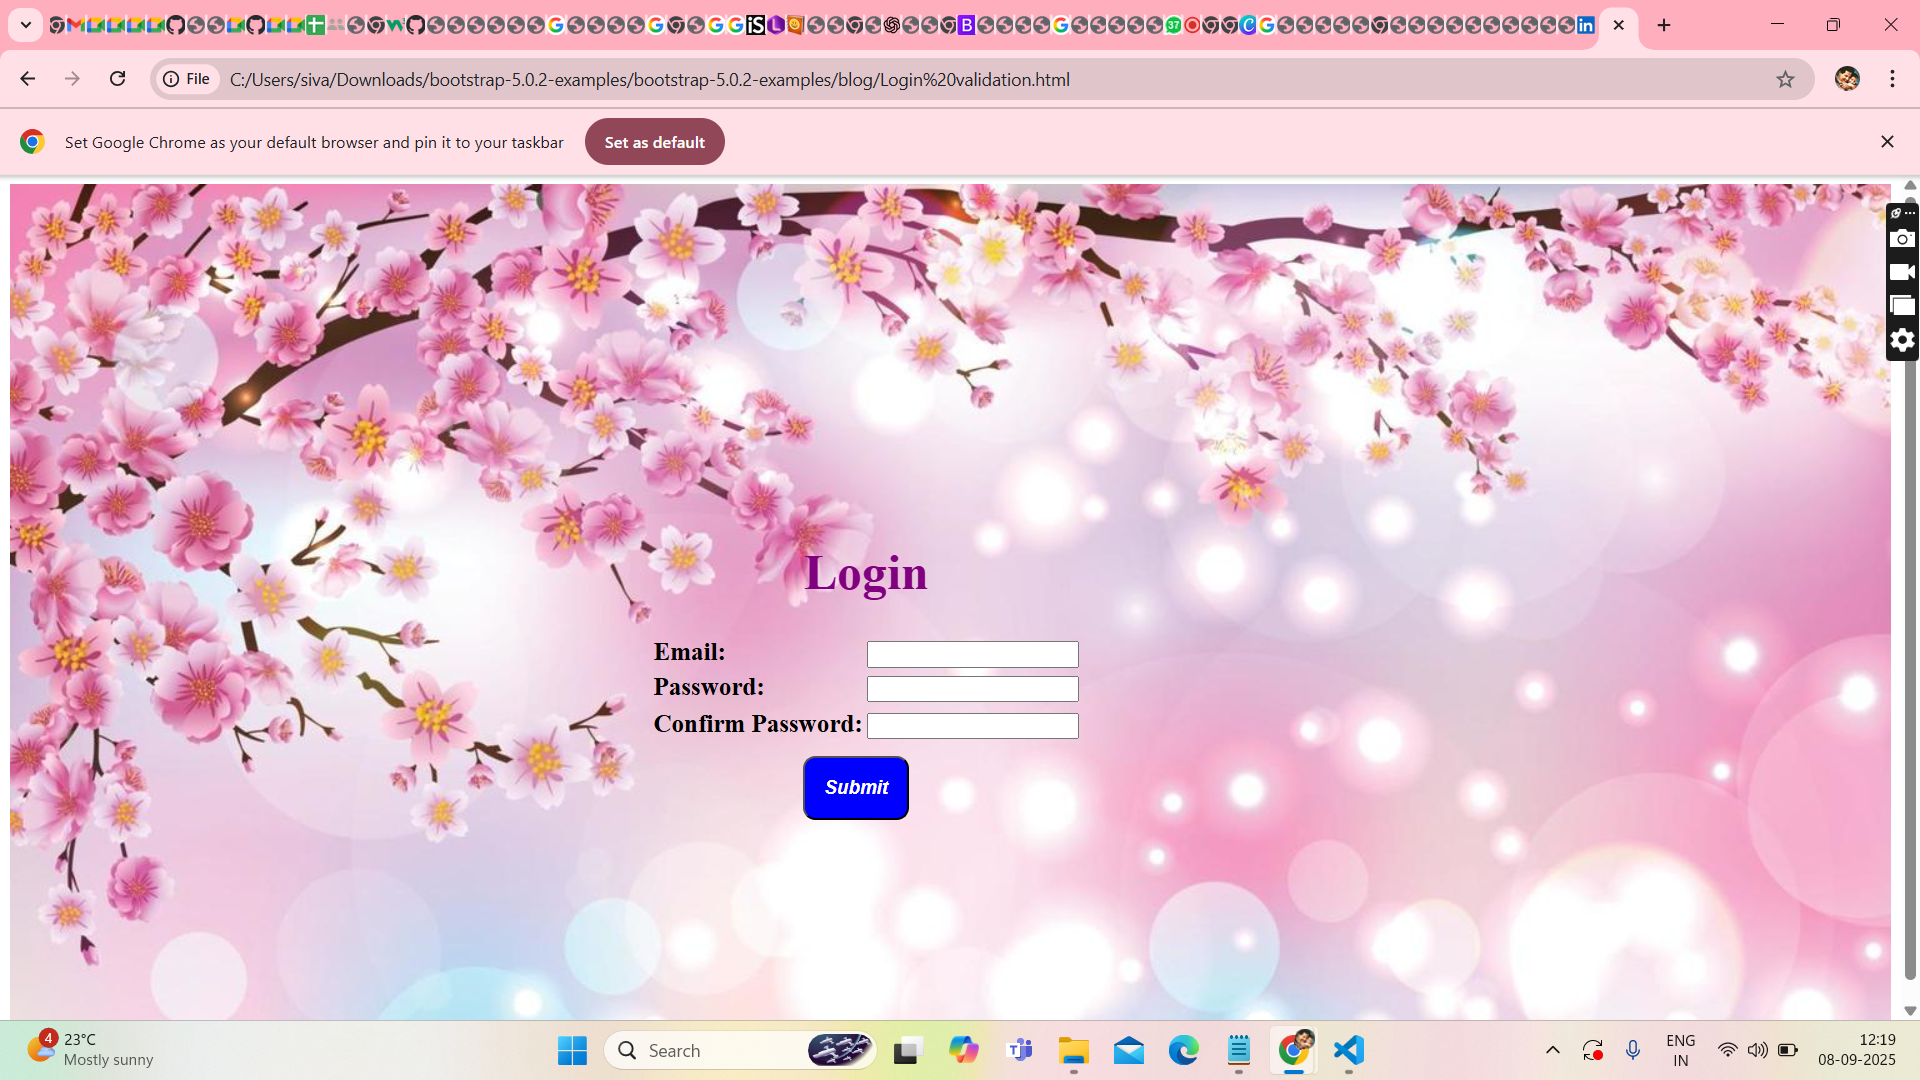 File
C:/Users/siva/Downloads/bootstrap-5.0.2-examples/bootstrap-5.0.2-examples/blog/Login%20validation.html
Set Google Chrome as your default browser and pin it to your taskbar
Set as default
Login
Email:
Password:
Confirm Password:
Submit
4
23°C
Mostly sunny
Search
ENG
IN
12:19
08-09-2025